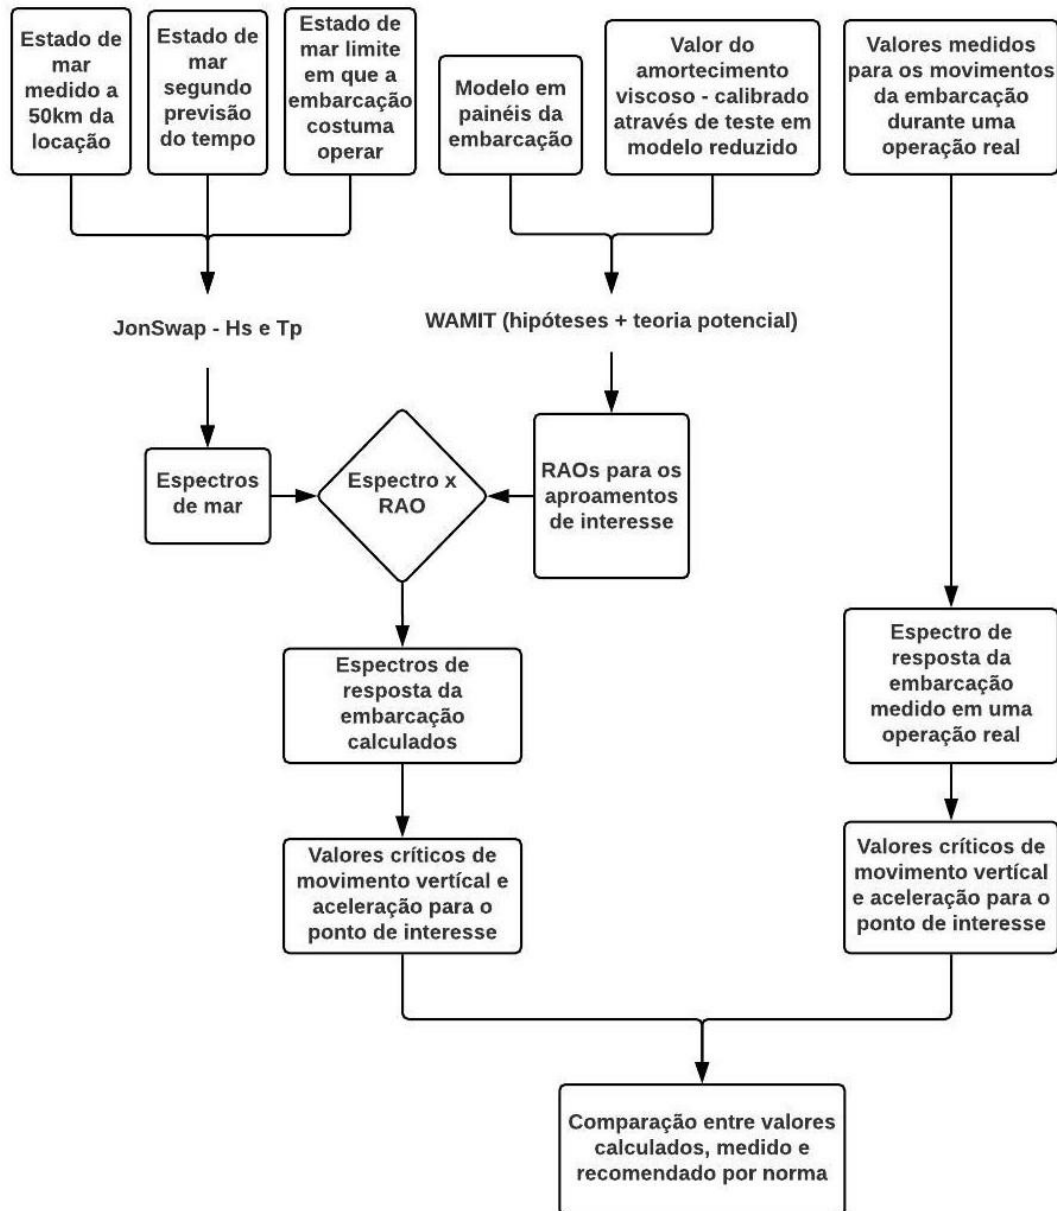 Estado de
mar
medido a
50km da
locação
Estado de
mar
segundo
previsão
do tempo
Estado de
mar limite
em que a
embarcação
costuma
operar
Modelo em
painéis da
embarcação
Valor do
amortecimento
viscoso - calibrado
através de teste em
modelo reduzido
Valores medidos
para os movimentos
da embarcação
durante uma
operação real
JonSwap - Hs e Tp
WAMIT (hipóteses + teoria potencial)
Espectros
de mar
Espectro x
RAO
RAOs para os
aproamentos
de interesse
Espectros de
resposta da
embarcação
calculados
Espectro de
resposta da
embarcação
medido em uma
operação real
Valores críticos de
movimento vertícal e
aceleração para o
ponto de interesse
Valores críticos de
movimento vertícal
e aceleração para o
ponto de interesse
Comparação entre valores
calculados, medido e
recomendado por norma